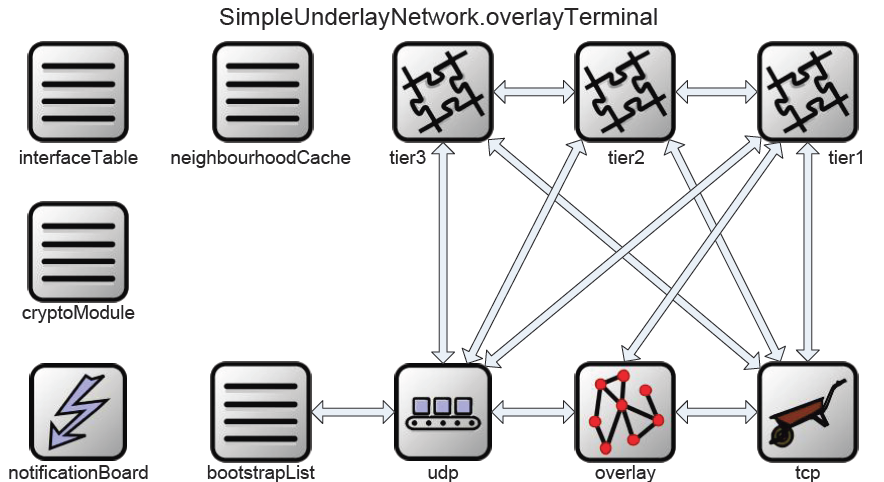 SimpleUnderlayNetwork.overlayTerminal
interfaceTable
neighbourhoodCache
tier3
tier2
tier1
cryptoModule
notificationBoard
bootstrapList
udp
overlay
tcp